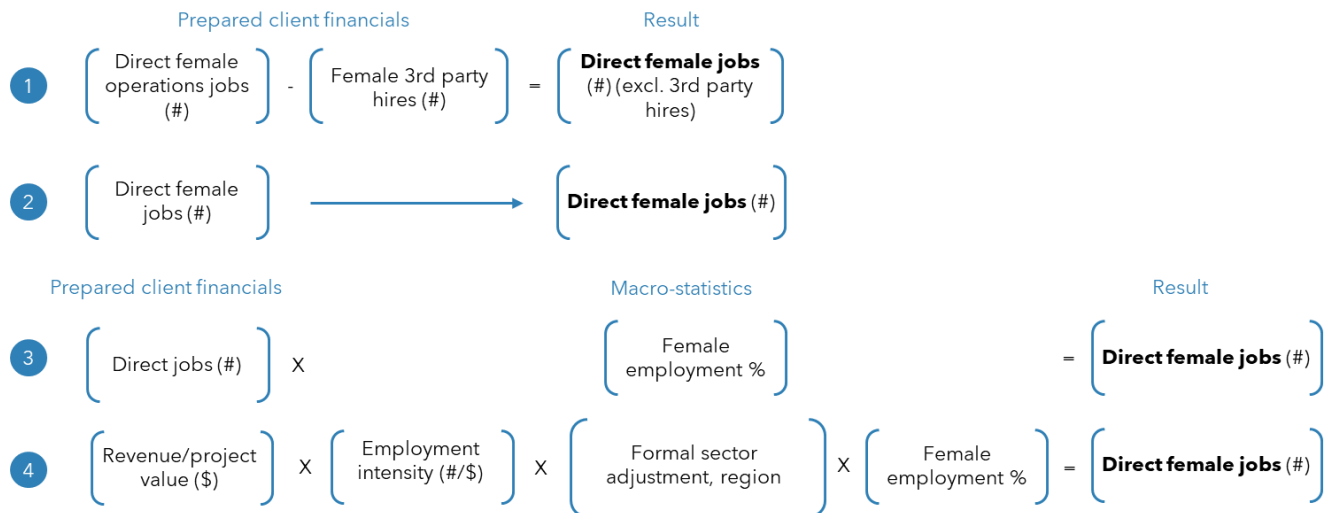 Prepared client financials Result
1
Direct female operations jobs (#) - Female 3rd party hires (#) = Direct female jobs (#) (excl. 3rd party hires)
2
Direct female jobs (#) Direct female jobs (#)
Prepared client financials Macro-statistics Result
3
Direct jobs (#) X Female employment % = Direct female jobs (#)
4
Revenue/project value ($) X Employment intensity (#/$) X Formal sector adjustment, region X Female employment % = Direct female jobs (#)